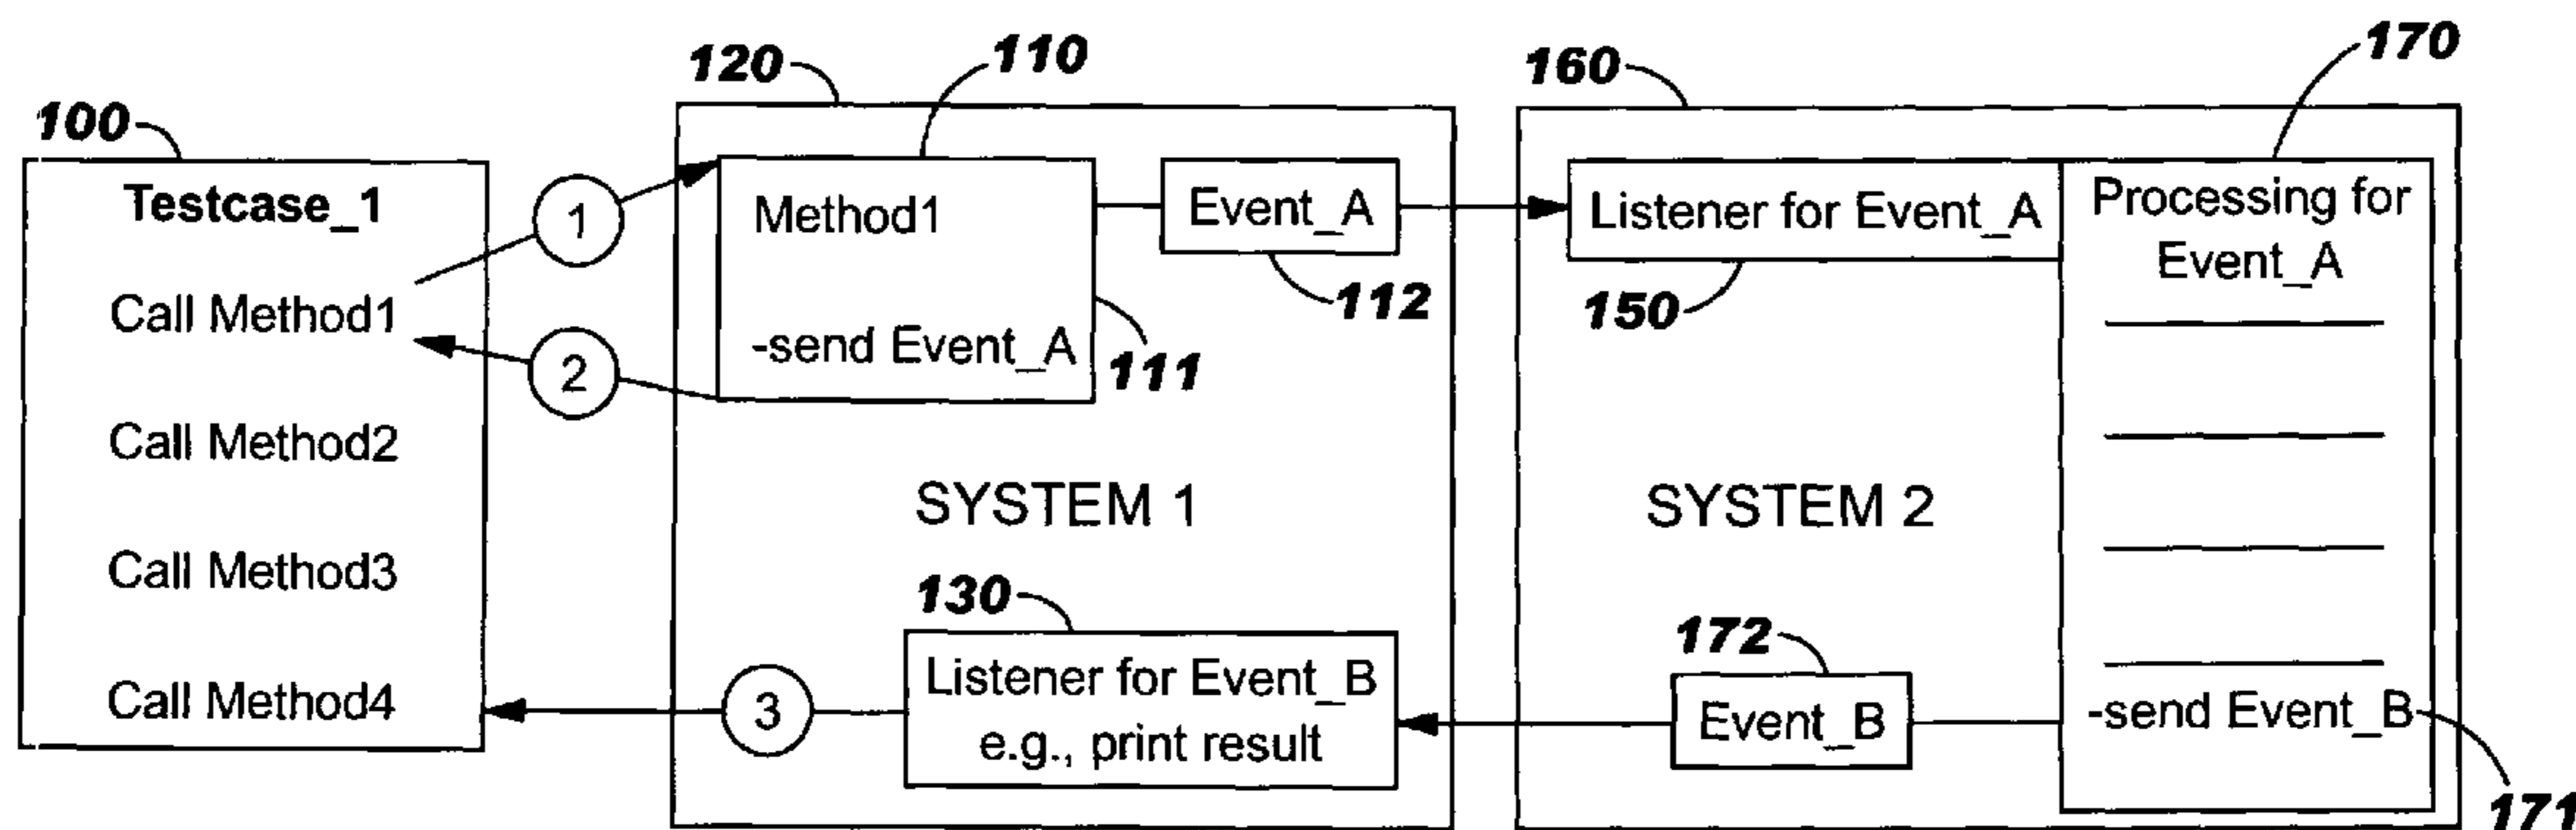 120
110
160
170
100
Testcase_1
Call Method1
Call Method2
Call Method3
Call Method4
1
2
3
Method1
-send Event_A
111
Event_A
112
SYSTEM 1
130
Listener for Event_B
e.g., print result
Listener for Event_A
150
Processing for
Event_A
SYSTEM 2
172
Event_B
-send Event_B
171